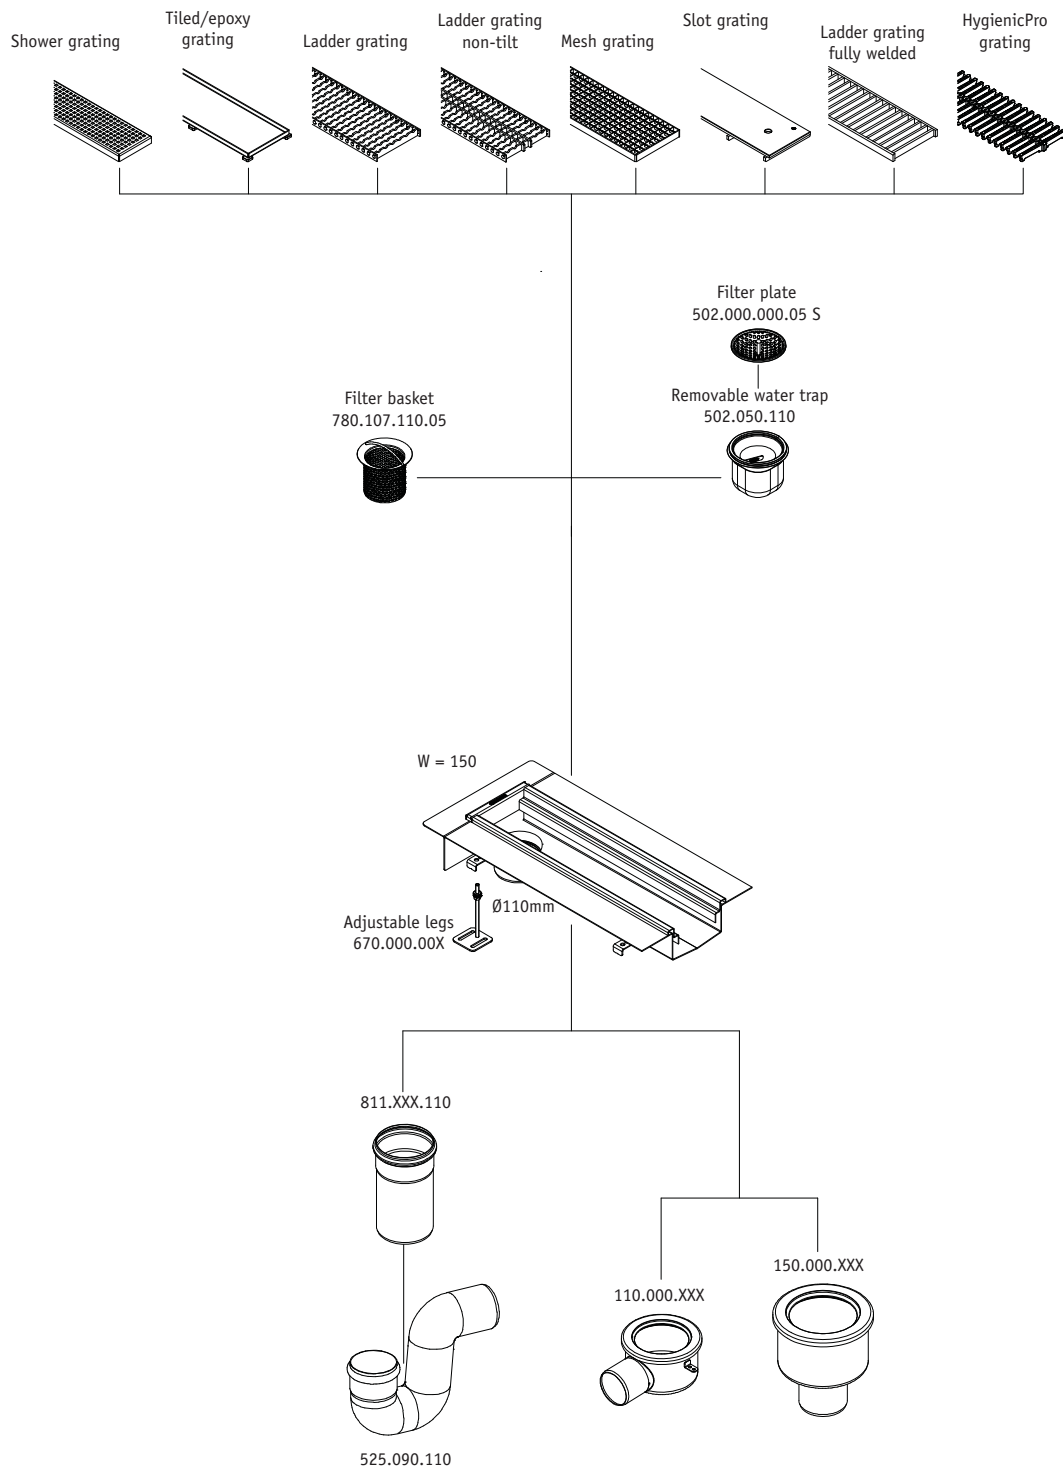 Shower grating
Tiled/epoxy
grating
Ladder grating
Ladder grating
non-tilt
Mesh grating
Slot grating
Ladder grating
fully welded
HygienicPro
grating
Filter plate
502.000.000.05 S
Filter basket
780.107.110.05
Removable water trap
502.050.110
W = 150
Ø110mm
Adjustable legs
670.000.00X
811.XXX.110
110.000.XXX
150.000.XXX
525.090.110